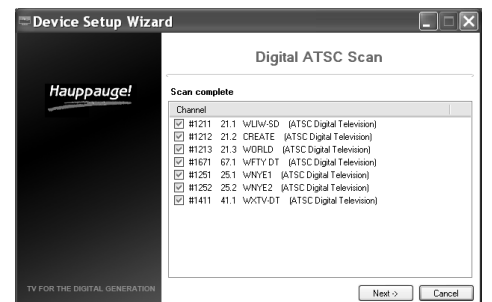 Device Setup Wizard
Digital ATSC Scan
Hauppauge!
Scan complete
Channel
#1211 21.1 WLIW-SD (ATSC Digital Television)
#1212 21.2 CREATE (ATSC Digital Television)
#1213 21.3 WORLD (ATSC Digital Television)
#1671 67.1 WFTY DT (ATSC Digital Television)
#1251 25.1 WNYE1 (ATSC Digital Television)
#1252 25.2 WNYE2 (ATSC Digital Television)
#1411 41.1 WXTV-DT (ATSC Digital Television)
TV FOR THE DIGITAL GENERATION
Next ->
Cancel